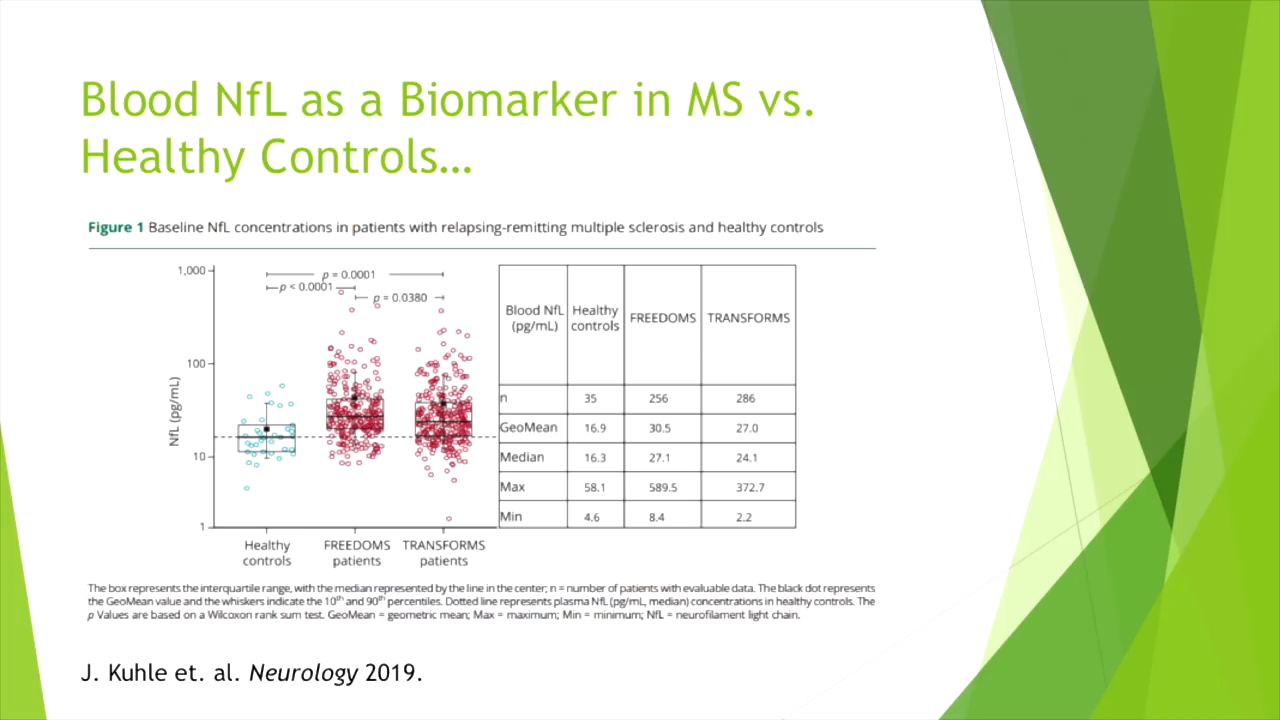 Blood NfL as a Biomarker in MS vs.
Healthy Controls…
Figure 1 Baseline NfL concentrations in patients with relapsing-remitting multiple sclerosis and healthy controls
NfL (pg/mL)
1,000
100
10
1
p = 0.0001
p < 0.0001
p = 0.0380
Healthy controls
FREEDOMS patients
TRANSFORMS patients
Blood NfL (pg/mL) Healthy controls FREEDOMS TRANSFORMS
n 35 256 286
GeoMean 16.9 30.5 27.0
Median 16.3 27.1 24.1
Max 58.1 589.5 372.7
Min 4.6 8.4 2.2
The box represents the interquartile range, with the median represented by the line in the center; n = number of patients with evaluable data. The black dot represents
the GeoMean value and the whiskers indicate the 10th and 90th percentiles. Dotted line represents plasma NfL (pg/mL, median) concentrations in healthy controls. The
p Values are based on a Wilcoxon rank sum test. GeoMean = geometric mean; Max = maximum; Min = minimum; NfL = neurofilament light chain.
J. Kuhle et. al. Neurology 2019.